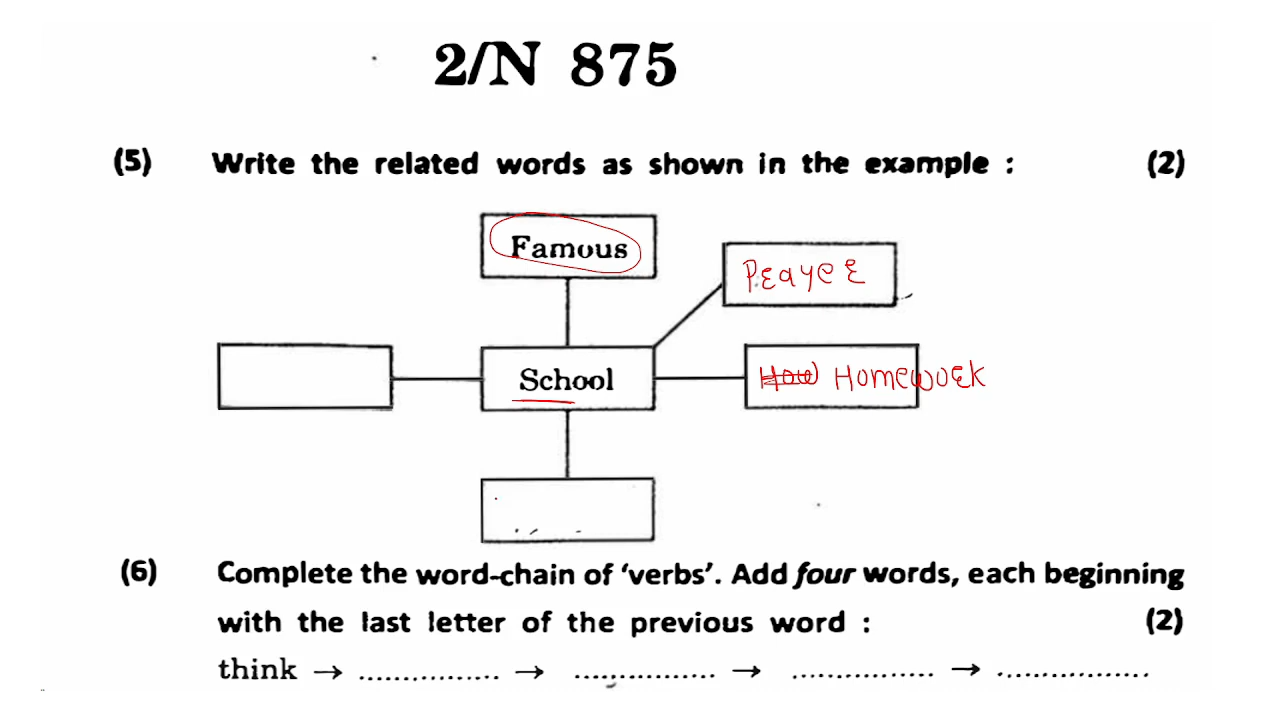 2/N 875
(5) Write the related words as shown in the example : (2)
Famous
Prayer
School
Homework
(6) Complete the word-chain of ‘verbs’. Add four words, each beginning
with the last letter of the previous word : (2)
think → ................ → ................ → ................ → .................